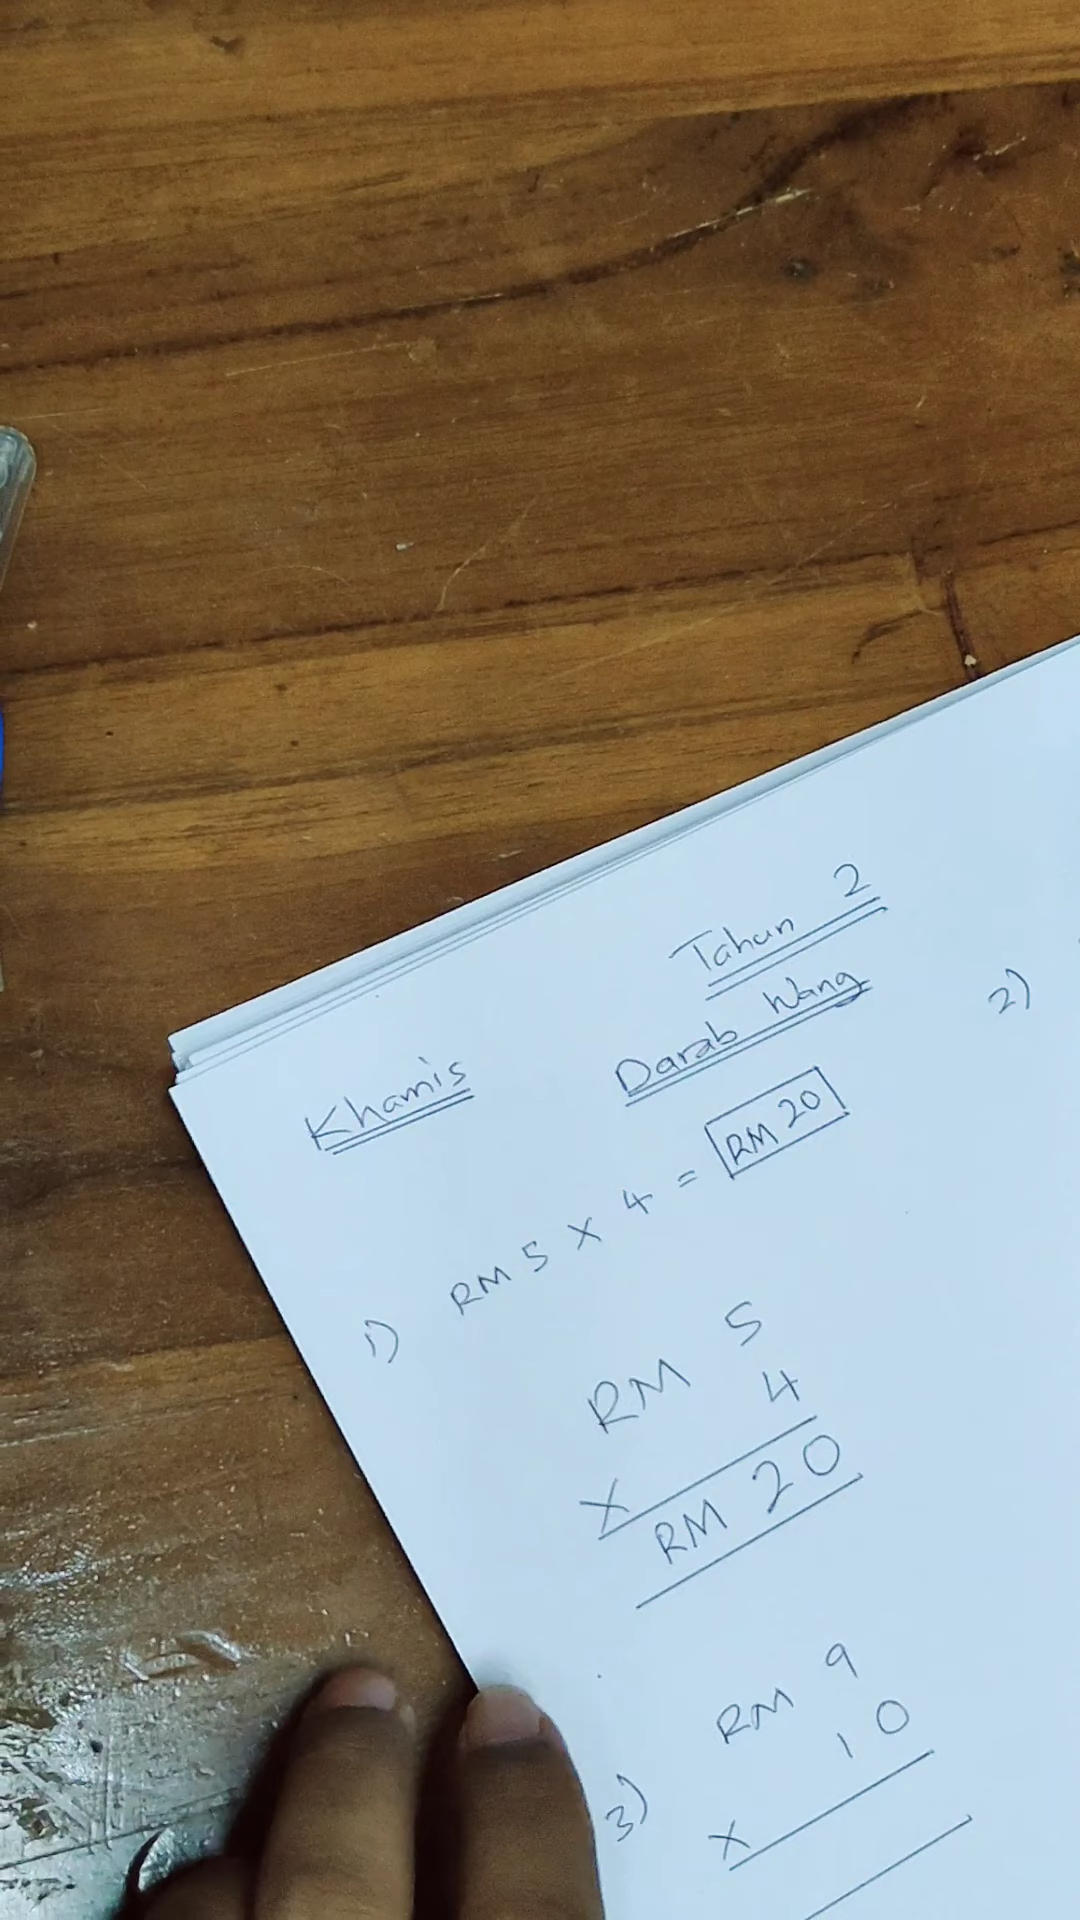 Tahun 2
Khamis
Darab Wang
1) RM 5 x 4 = RM 20
RM 5
x 4
RM 20
2)
3) RM 9
x 10